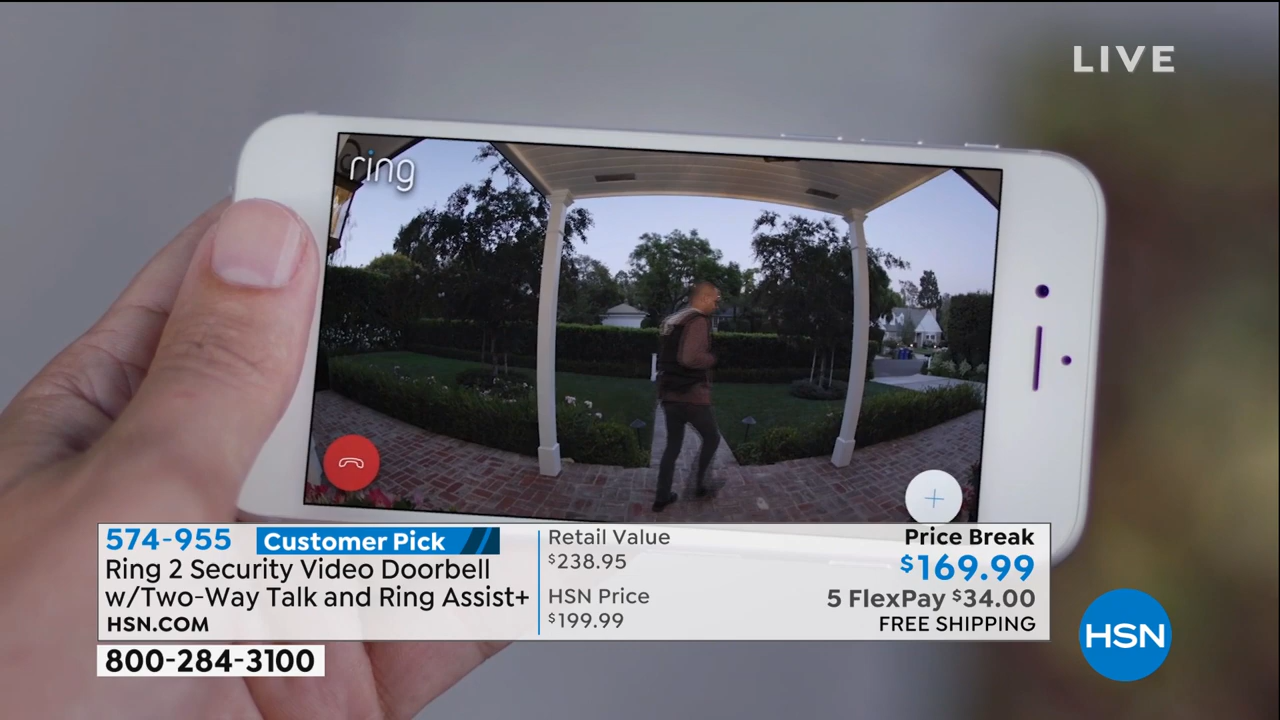 LIVE
ring
574-955 Customer Pick
Ring 2 Security Video Doorbell
w/Two-Way Talk and Ring Assist+
HSN.COM
800-284-3100
Retail Value
$238.95
HSN Price
$199.99
Price Break
$169.99
5 FlexPay $34.00
FREE SHIPPING
HSN